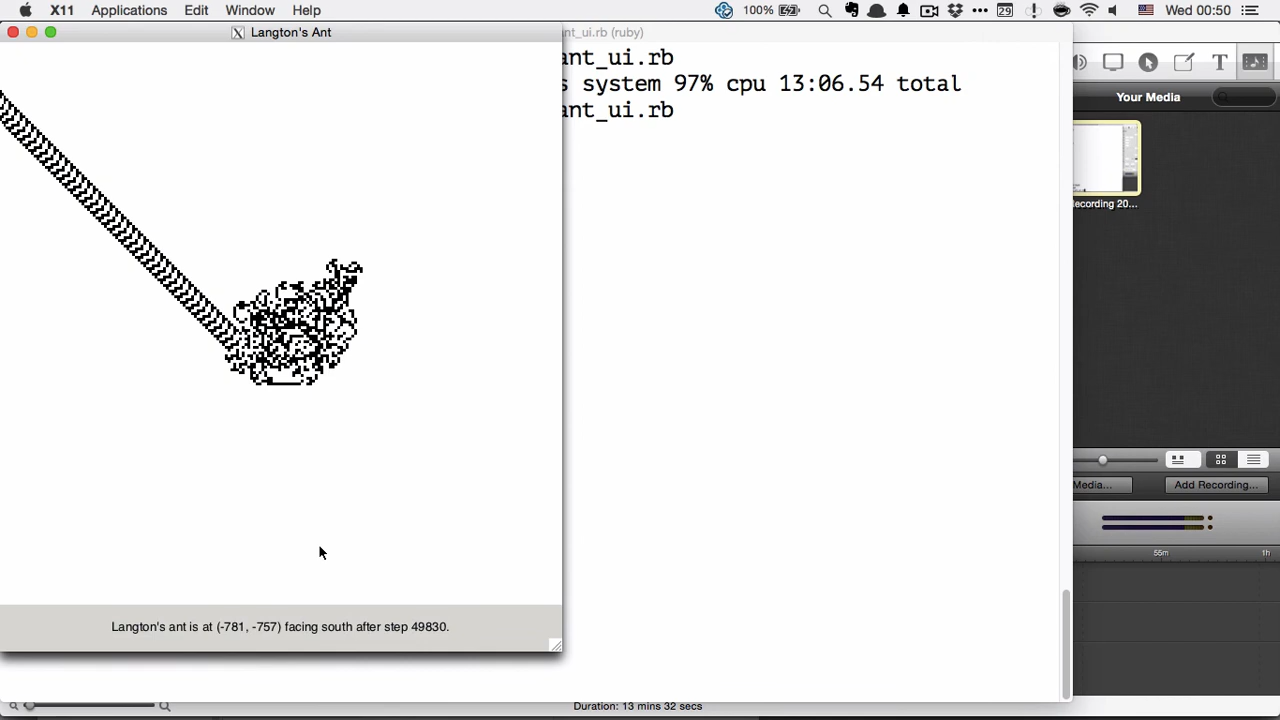 X11 Applications Edit Window Help 100% 29 Wed 00:50
Langton's Ant
ant_ui.rb (ruby)
ant_ui.rb
s system 97% cpu 13:06.54 total
ant_ui.rb
T
Your Media
ecording 20...
Media... Add Recording...
55m 1h
Langton's ant is at (-781, -757) facing south after step 49830.
Duration: 13 mins 32 secs